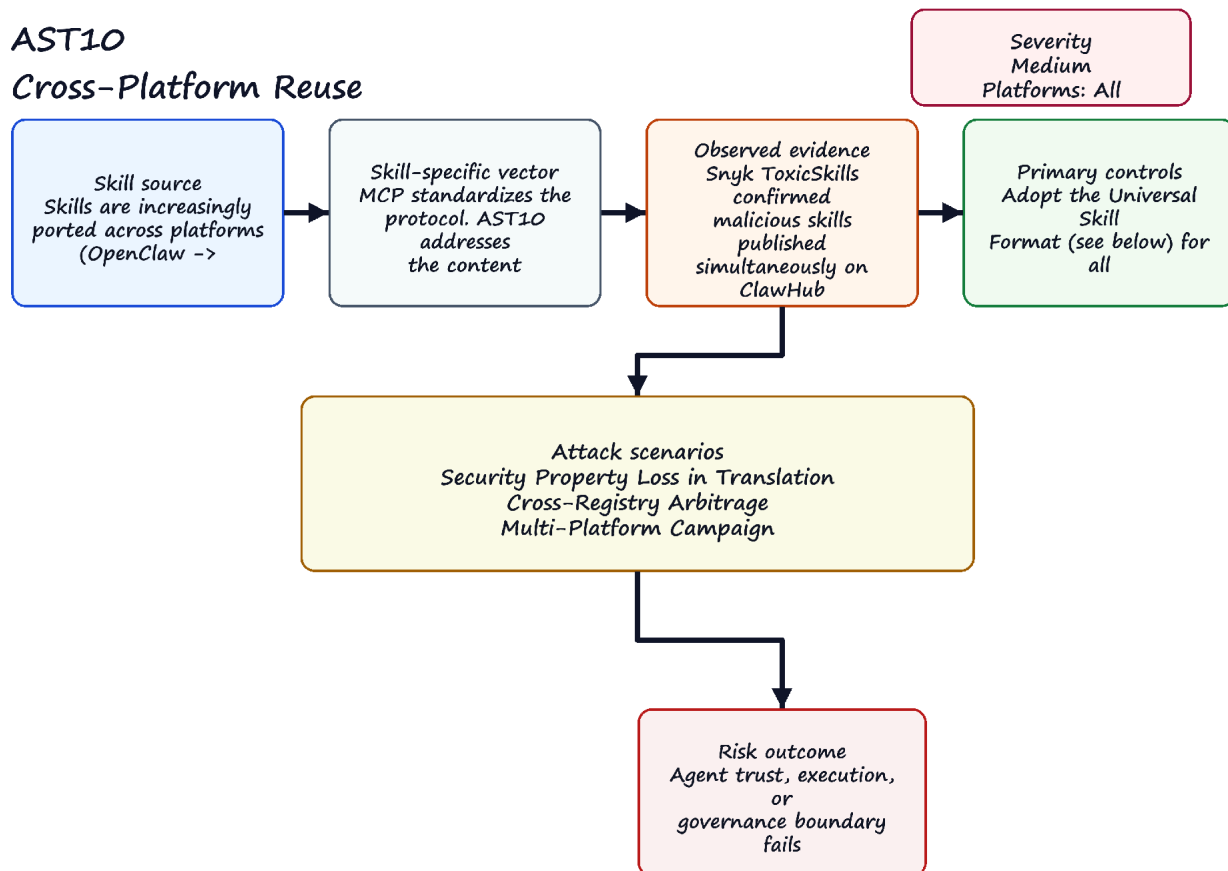 AST10
Cross-Platform Reuse
Severity
Medium
Platforms: All
Skill source
Skills are increasingly
ported across platforms
(OpenClaw ->
Skill-specific vector
MCP standardizes the
protocol. AST10
addresses
the content
Observed evidence
Snyk ToxicSkills
confirmed
malicious skills
published
simultaneously on
ClawHub
Primary controls
Adopt the Universal
Skill
Format (see below) for
all
Attack scenarios
Security Property Loss in Translation
Cross-Registry Arbitrage
Multi-Platform Campaign
Risk outcome
Agent trust, execution,
or
governance boundary
fails